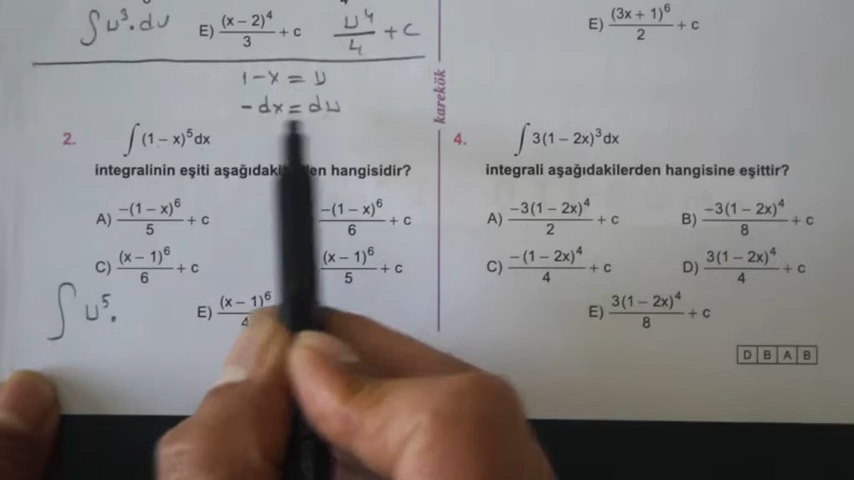 ∫u³.du E) (x – 2)⁴/3 + c u⁴/4 + c
1-x = u
-dx = du
2. ∫(1 – x)⁵dx
integralinin eşiti hangisidir?
A) –(1 – x)⁶/5 + c –(1 – x)⁶/6 + c
C) (x – 1)⁶/6 + c (x – 1)⁶/5 + c
∫u⁵. E) (x – 1)⁶
karekök
E) (3x + 1)⁶/2 + c
4. ∫3(1 – 2x)³dx
integrali aşağıdakilerden hangisine eşittir?
A) –3(1 – 2x)⁴/2 + c B) –3(1 – 2x)⁴/8 + c
C) –(1 – 2x)⁴/4 + c D) 3(1 – 2x)⁴/4 + c
E) 3(1 – 2x)⁴/8 + c
D B A B